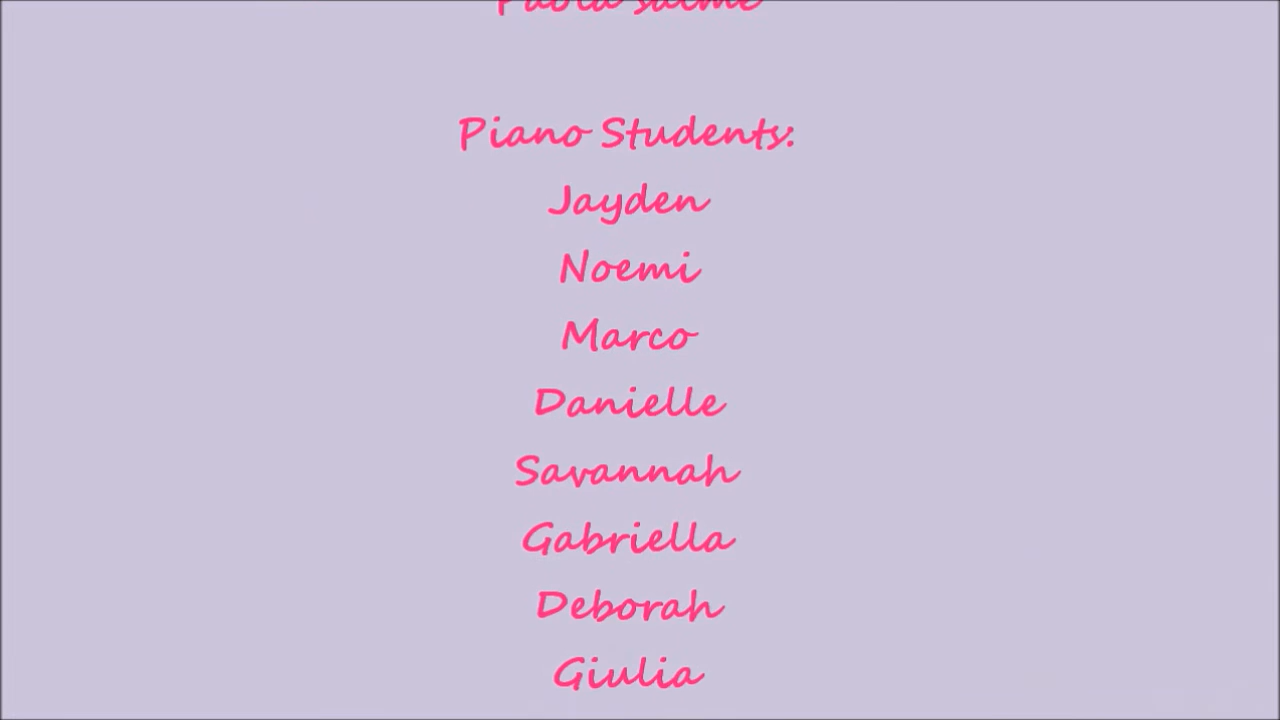 Piano Students:
Jayden
Noemi
Marco
Danielle
Savannah
Gabriella
Deborah
Giulia